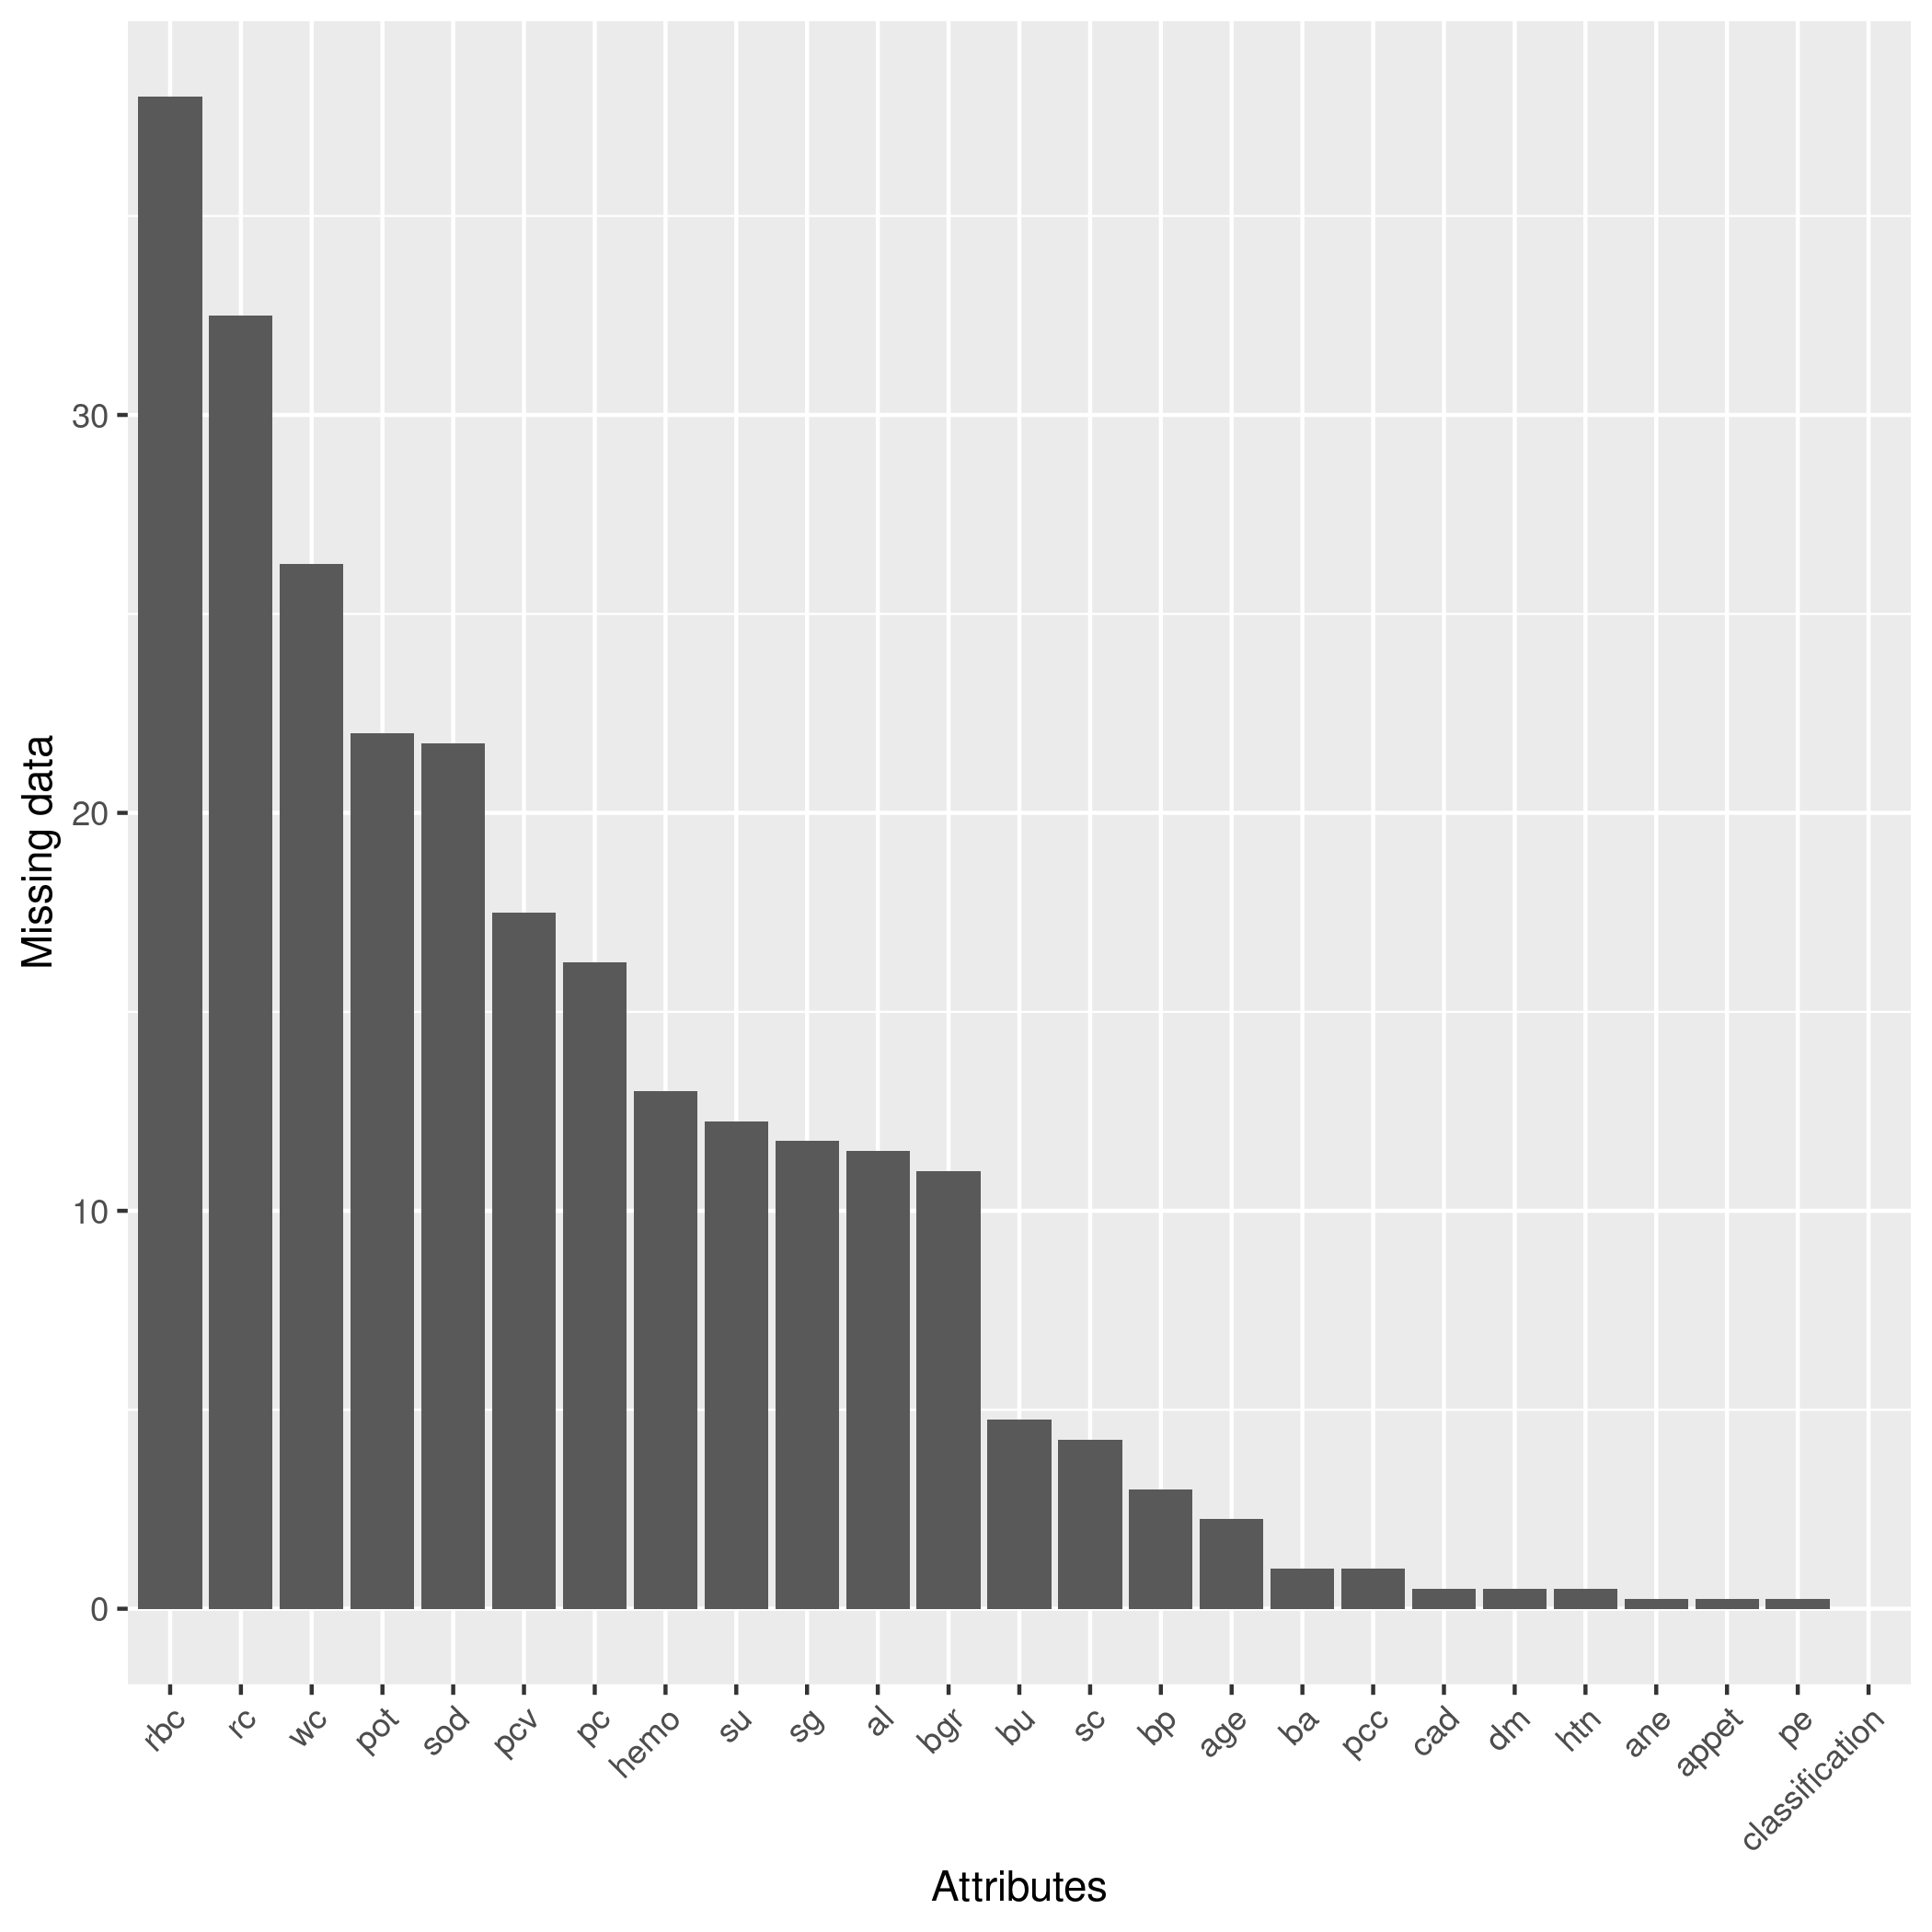 Missing data
30
20
10
0
rbc
rc
wc
pot
sod
pcv
pc
hemo
su
sg
al
bgr
bu
sc
bp
age
ba
pcc
cad
dm
htn
ane
appet
pe
classification
Attributes